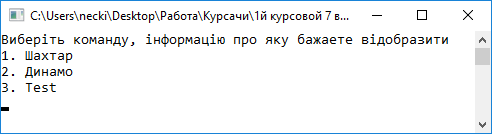 C:\Users\necki\Desktop\Работа\Курсачи\1й курсовой 7 в...
Виберіть команду, інформацію про яку бажаете відобразити
1. Шахтар
2. Динамо
3. Test